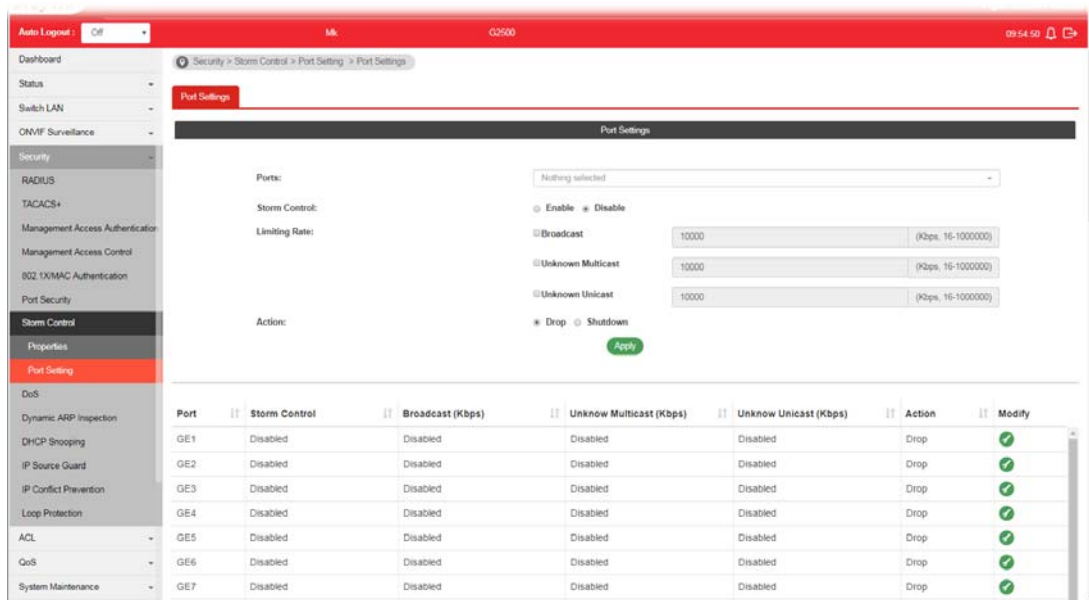 Auto Logout : Off Mk G2500 09:54:50
Dashboard
Status
Switch LAN
ONVIF Surveillance
Security
RADIUS
TACACS+
Management Access Authentication
Management Access Control
802.1X/MAC Authentication
Port Security
Storm Control
Properties
Port Setting
DoS
Dynamic ARP Inspection
DHCP Snooping
IP Source Guard
IP Conflict Prevention
Loop Protection
ACL
QoS
System Maintenance
Security > Storm Control > Port Setting > Port Settings
Port Settings
Port Settings
Ports: Nothing selected
Storm Control: Enable Disable
Limiting Rate: Broadcast 10000 (Kbps, 16-1000000)
Unknown Multicast 10000 (Kbps, 16-1000000)
Unknown Unicast 10000 (Kbps, 16-1000000)
Action: Drop Shutdown
Apply
Port Storm Control Broadcast (Kbps) Unknow Multicast (Kbps) Unknow Unicast (Kbps) Action Modify
GE1 Disabled Disabled Disabled Disabled Drop
GE2 Disabled Disabled Disabled Disabled Drop
GE3 Disabled Disabled Disabled Disabled Drop
GE4 Disabled Disabled Disabled Disabled Drop
GE5 Disabled Disabled Disabled Disabled Drop
GE6 Disabled Disabled Disabled Disabled Drop
GE7 Disabled Disabled Disabled Disabled Drop